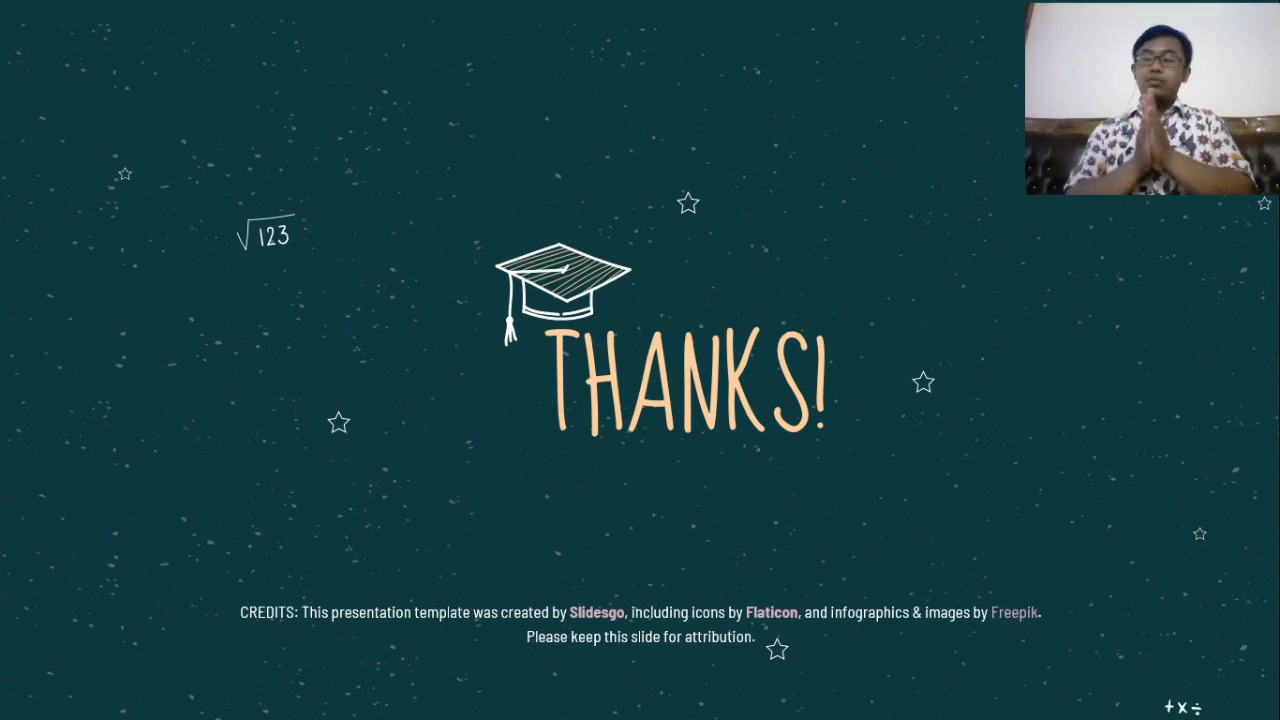 √123
THANKS!
CREDITS: This presentation template was created by Slidesgo, including icons by Flaticon, and infographics & images by Freepik.
Please keep this slide for attribution.
+×÷